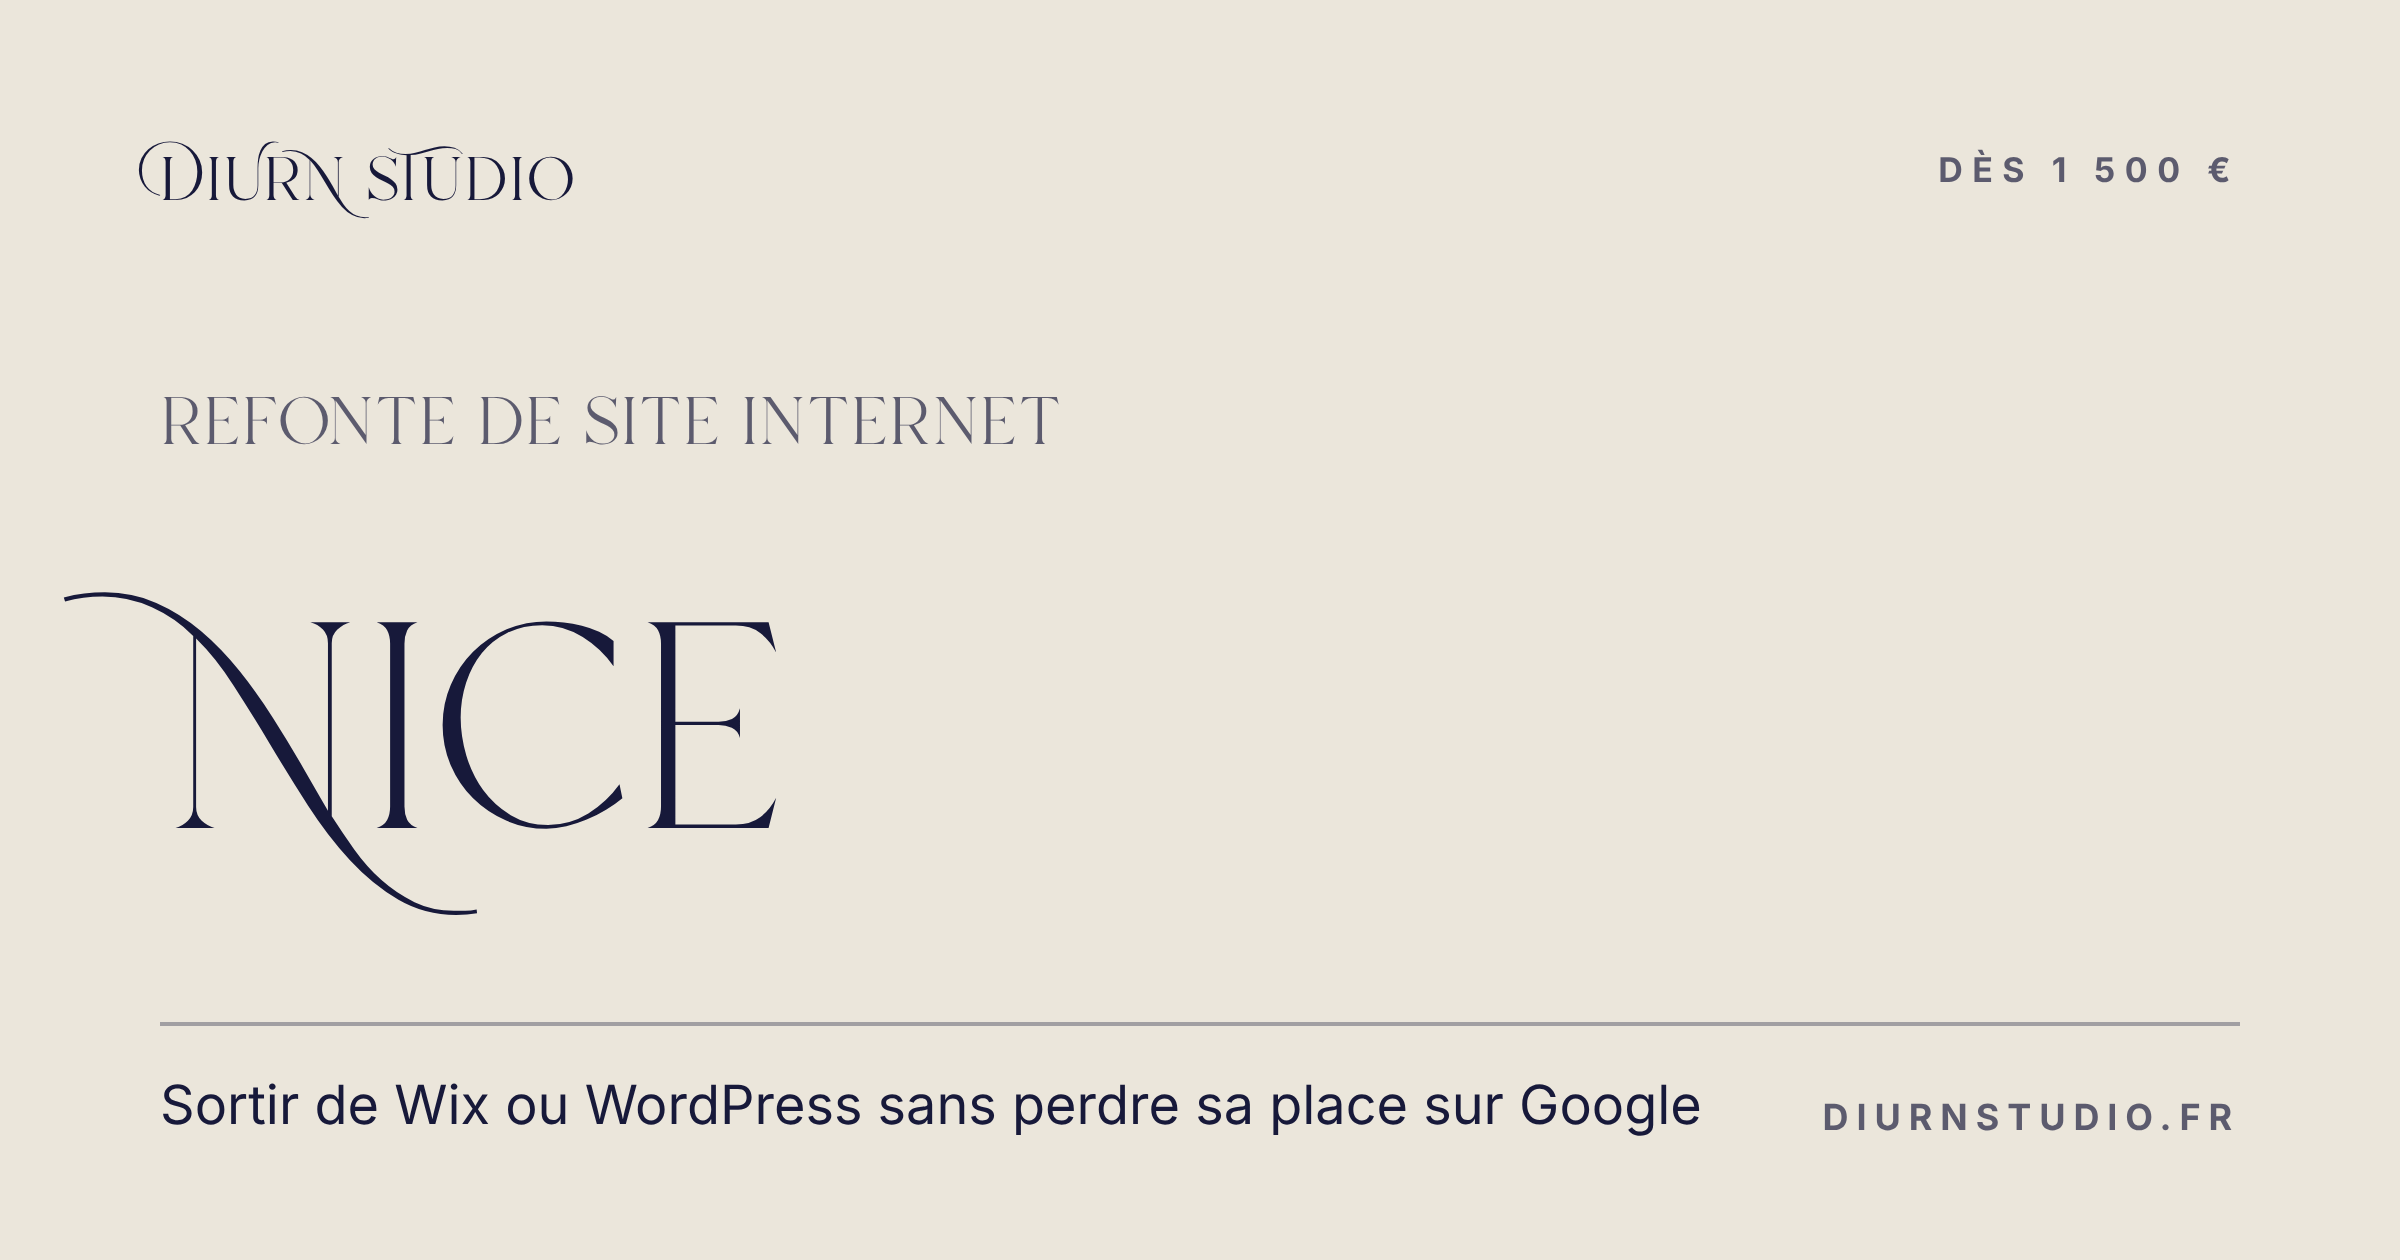 DIURN STUDIO
DÈS 1 500 €
REFONTE DE SITE INTERNET
NICE
Sortir de Wix ou WordPress sans perdre sa place sur Google
DIURNSTUDIO.FR